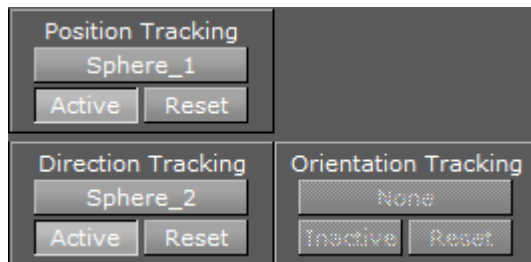 Position Tracking
Sphere_1
Active Reset
Direction Tracking
Sphere_2
Active Reset
Orientation Tracking
None
Inactive Reset